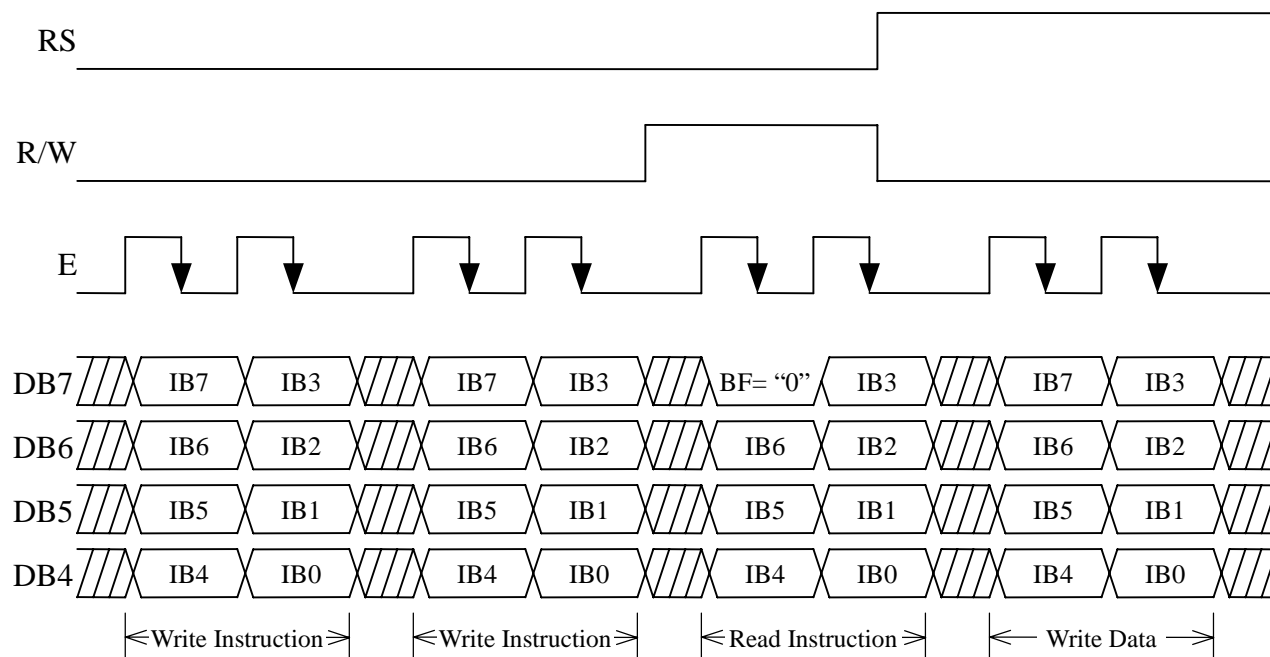 RS
R/W
E
DB7 IB7 IB3 IB7 IB3 BF= “0” IB3 IB7 IB3
DB6 IB6 IB2 IB6 IB2 IB6 IB2 IB6 IB2
DB5 IB5 IB1 IB5 IB1 IB5 IB1 IB5 IB1
DB4 IB4 IB0 IB4 IB0 IB4 IB0 IB4 IB0
Write Instruction Write Instruction Read Instruction Write Data